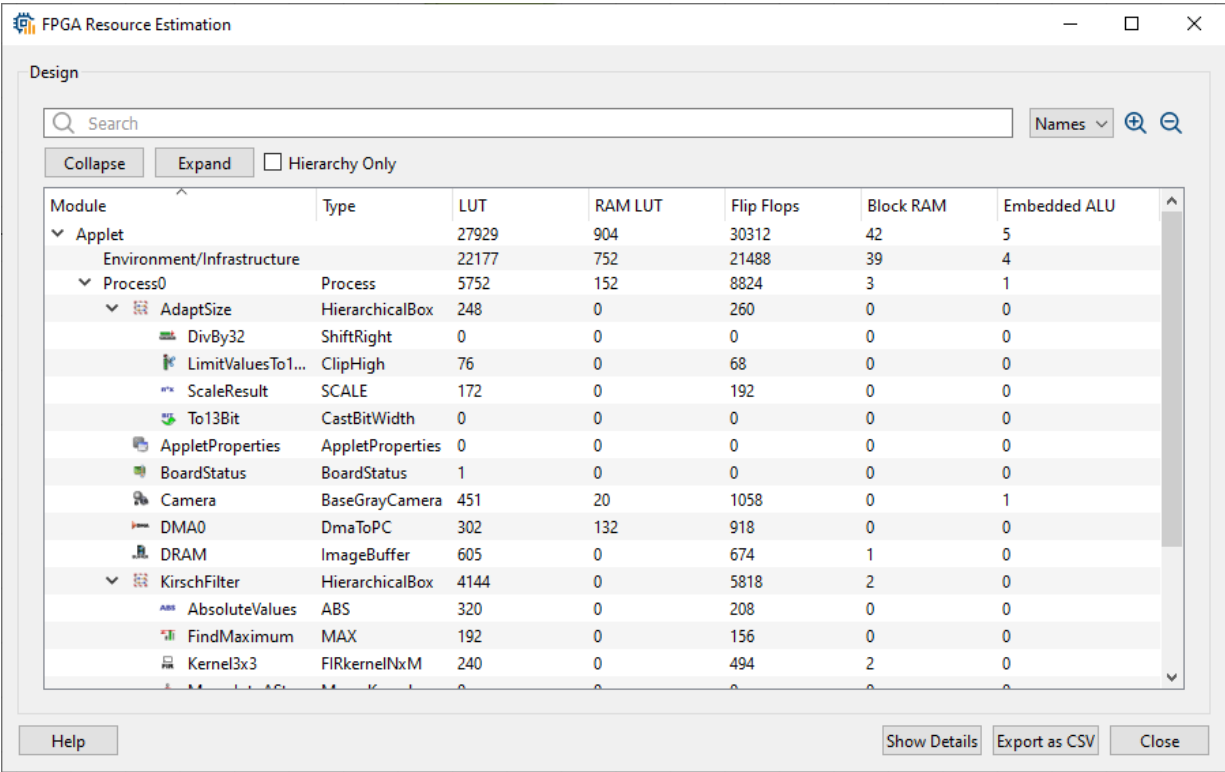 FPGA Resource Estimation
Design
Search
Names
Collapse Expand Hierarchy Only
Module Type LUT RAM LUT Flip Flops Block RAM Embedded ALU
Applet 27929 904 30312 42 5
Environment/Infrastructure 22177 752 21488 39 4
Process0 Process 5752 152 8824 3 1
AdaptSize HierarchicalBox 248 0 260 0 0
DivBy32 ShiftRight 0 0 0 0 0
LimitValuesTo1... ClipHigh 76 0 68 0 0
ScaleResult SCALE 172 0 192 0 0
To13Bit CastBitWidth 0 0 0 0 0
AppletProperties AppletProperties 0 0 0 0 0
BoardStatus BoardStatus 1 0 0 0 0
Camera BaseGrayCamera 451 20 1058 0 1
DMA0 DmaToPC 302 132 918 0 0
DRAM ImageBuffer 605 0 674 1 0
KirschFilter HierarchicalBox 4144 0 5818 2 0
ABS AbsoluteValues ABS 320 0 208 0 0
FindMaximum MAX 192 0 156 0 0
FIR Kernel3x3 FIRkernelNxM 240 0 494 2 0
Help Show Details Export as CSV Close